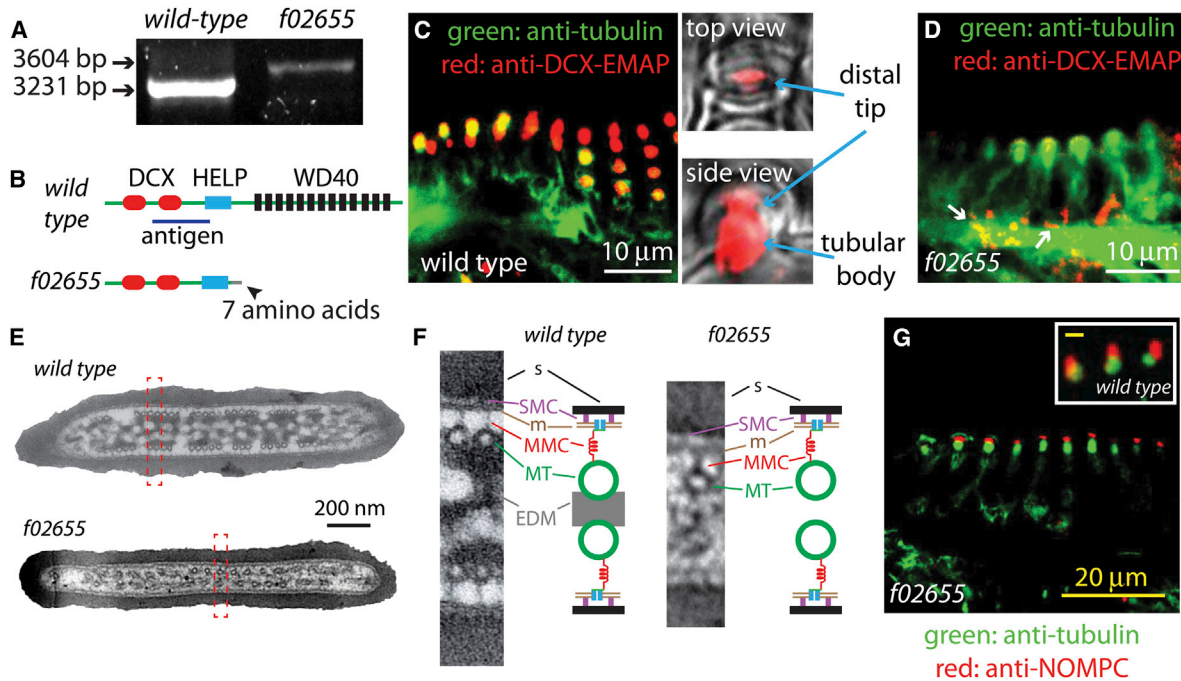 A
wild-type
f02655
3604 bp
3231 bp
B
wild
type
DCX
HELP
WD40
antigen
f02655
7 amino acids
C
green: anti-tubulin
red: anti-DCX-EMAP
wild type
10 μm
top view
side view
distal
tip
tubular
body
D
green: anti-tubulin
red: anti-DCX-EMAP
f02655
10 μm
E
wild type
f02655
200 nm
F
wild type
f02655
s
SMC
m
MMC
MT
EDM
s
SMC
m
MMC
MT
G
wild type
f02655
20 μm
green: anti-tubulin
red: anti-NOMPC